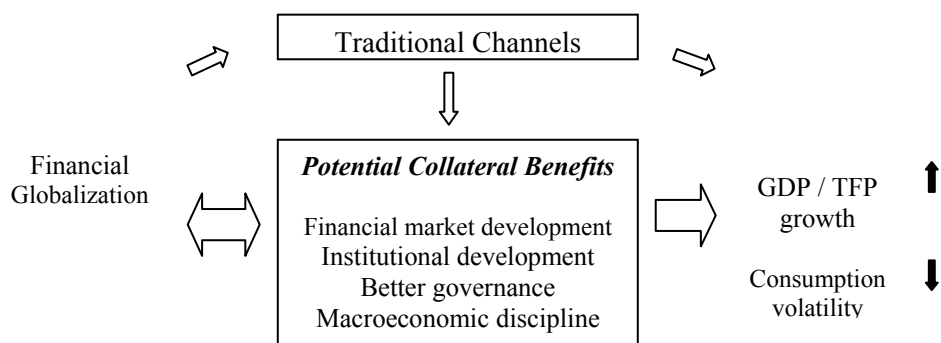 Traditional Channels
Financial
Globalization
Potential Collateral Benefits
Financial market development
Institutional development
Better governance
Macroeconomic discipline
GDP / TFP
growth
Consumption
volatility